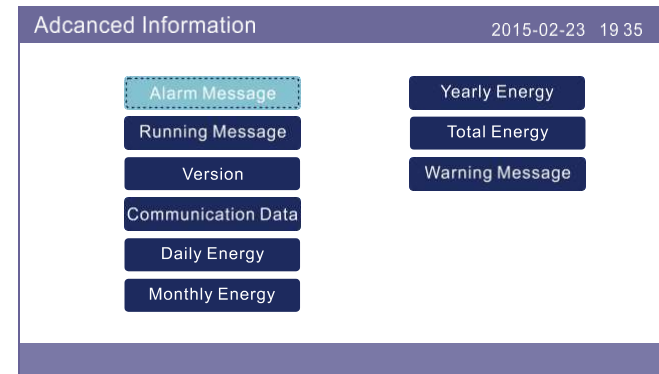 Adcanced Information
2015-02-23 19 35
Alarm Message
Running Message
Version
Communication Data
Daily Energy
Monthly Energy
Yearly Energy
Total Energy
Warning Message